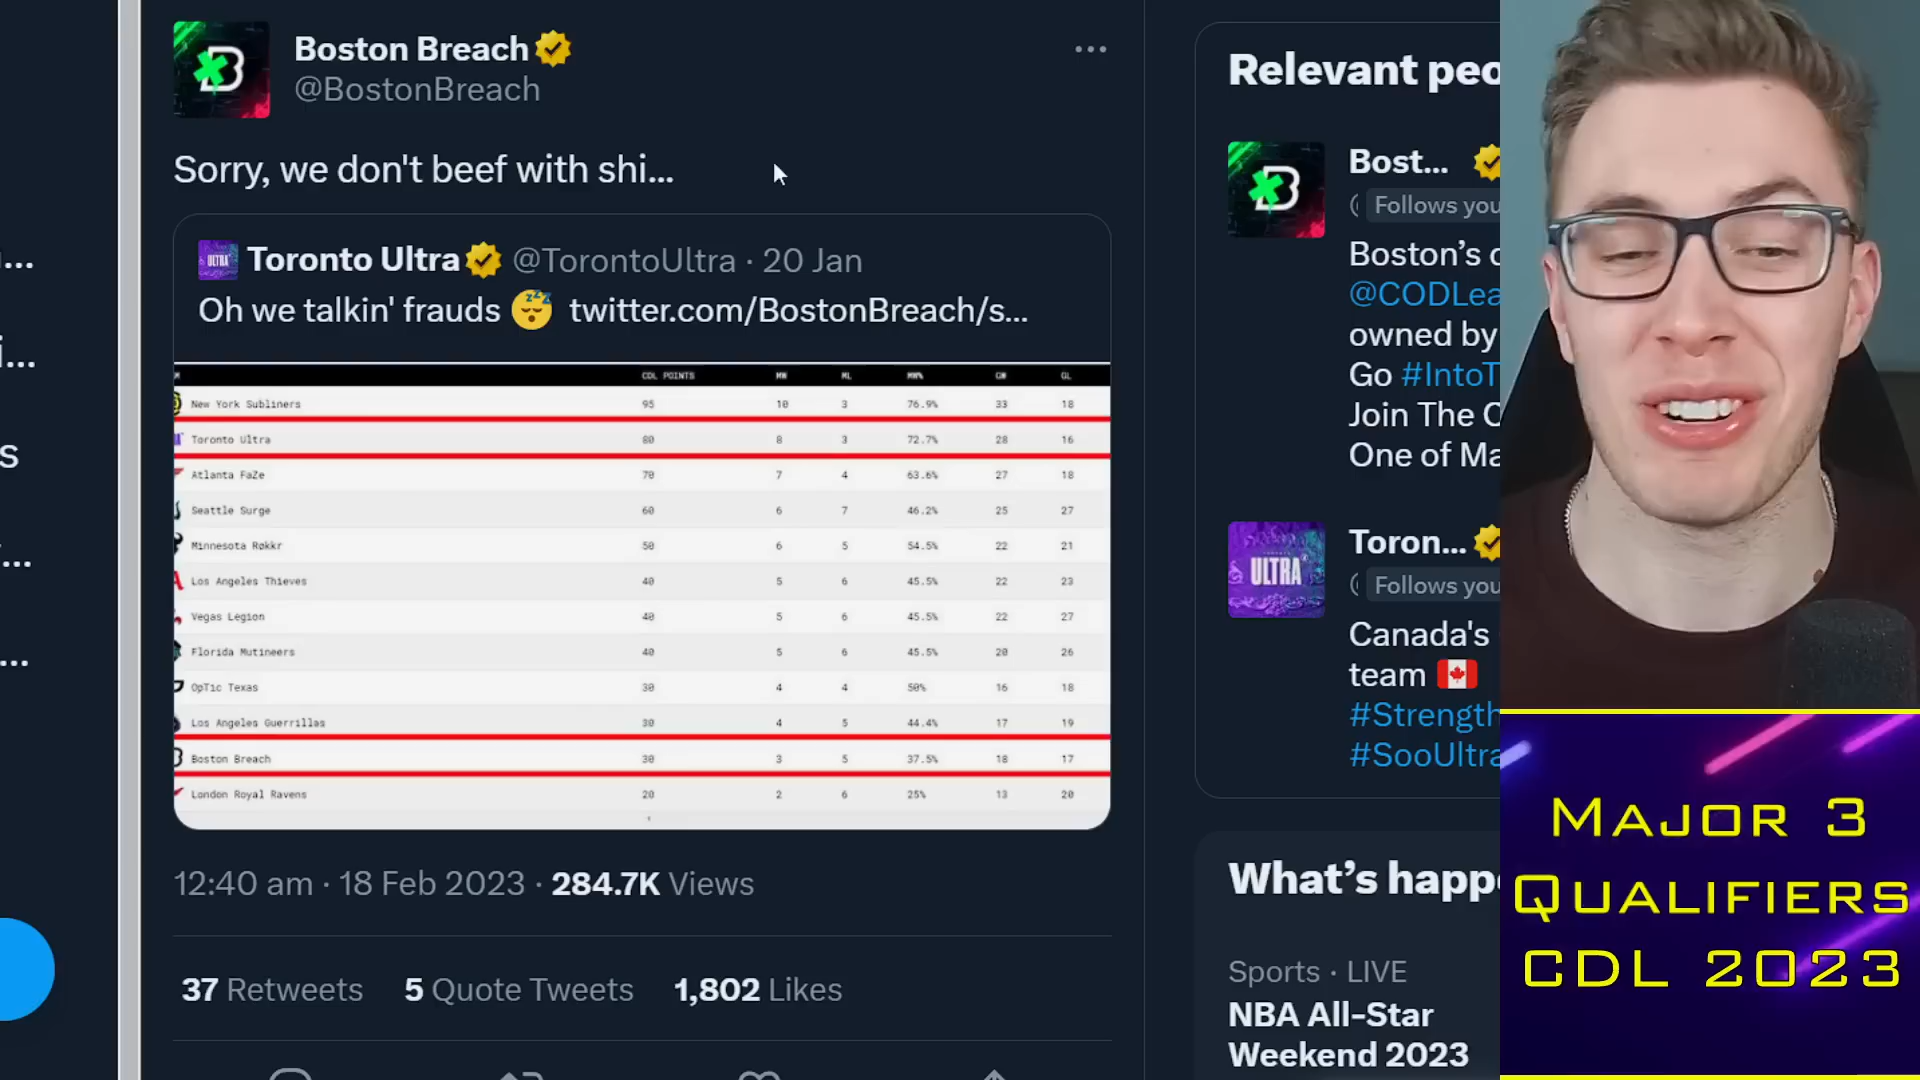 Boston Breach
@BostonBreach
Sorry, we don't beef with shi...
Toronto Ultra @TorontoUltra · 20 Jan
Oh we talkin' frauds 😴 twitter.com/BostonBreach/s...
CDL POINTS MW ML MW% GW GL
New York Subliners 95 10 3 76.9% 33 18
Toronto Ultra 80 8 3 72.7% 28 16
Atlanta FaZe 70 7 4 63.6% 27 18
Seattle Surge 60 6 7 46.2% 25 27
Minnesota Røkkr 50 6 5 54.5% 22 21
Los Angeles Thieves 40 5 6 45.5% 22 23
Vegas Legion 40 5 6 45.5% 22 27
Florida Mutineers 40 5 6 45.5% 20 26
OpTic Texas 30 4 4 50% 16 18
Los Angeles Guerrillas 30 4 5 44.4% 17 19
Boston Breach 30 3 5 37.5% 18 17
London Royal Ravens 20 2 6 25% 13 20
12:40 am · 18 Feb 2023 · 284.7K Views
37 Retweets 5 Quote Tweets 1,802 Likes
Relevant peo
Bost...
Follows you
Boston's c
@CODLea
owned by
Go #IntoT
Join The C
One of Ma
ULTRA
Toron...
Follows you
Canada's
team 🇨🇦
#Strength
#SooUltra
What's happe
Sports · LIVE
NBA All-Star
Weekend 2023
MAJOR 3
QUALIFIERS
CDL 2023